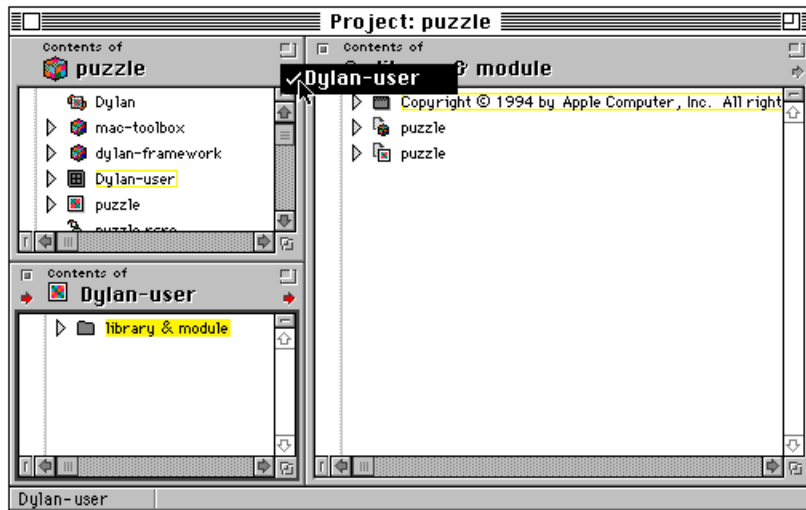 Project: puzzle
Contents of
puzzle
Dylan
mac-toolbox
dylan-framework
Dylan-user
puzzle
Contents of
Dylan-user
library & module
Contents of
& module
✓Dylan-user
Copyright © 1994 by Apple Computer, Inc. All right
puzzle
puzzle
Dylan-user